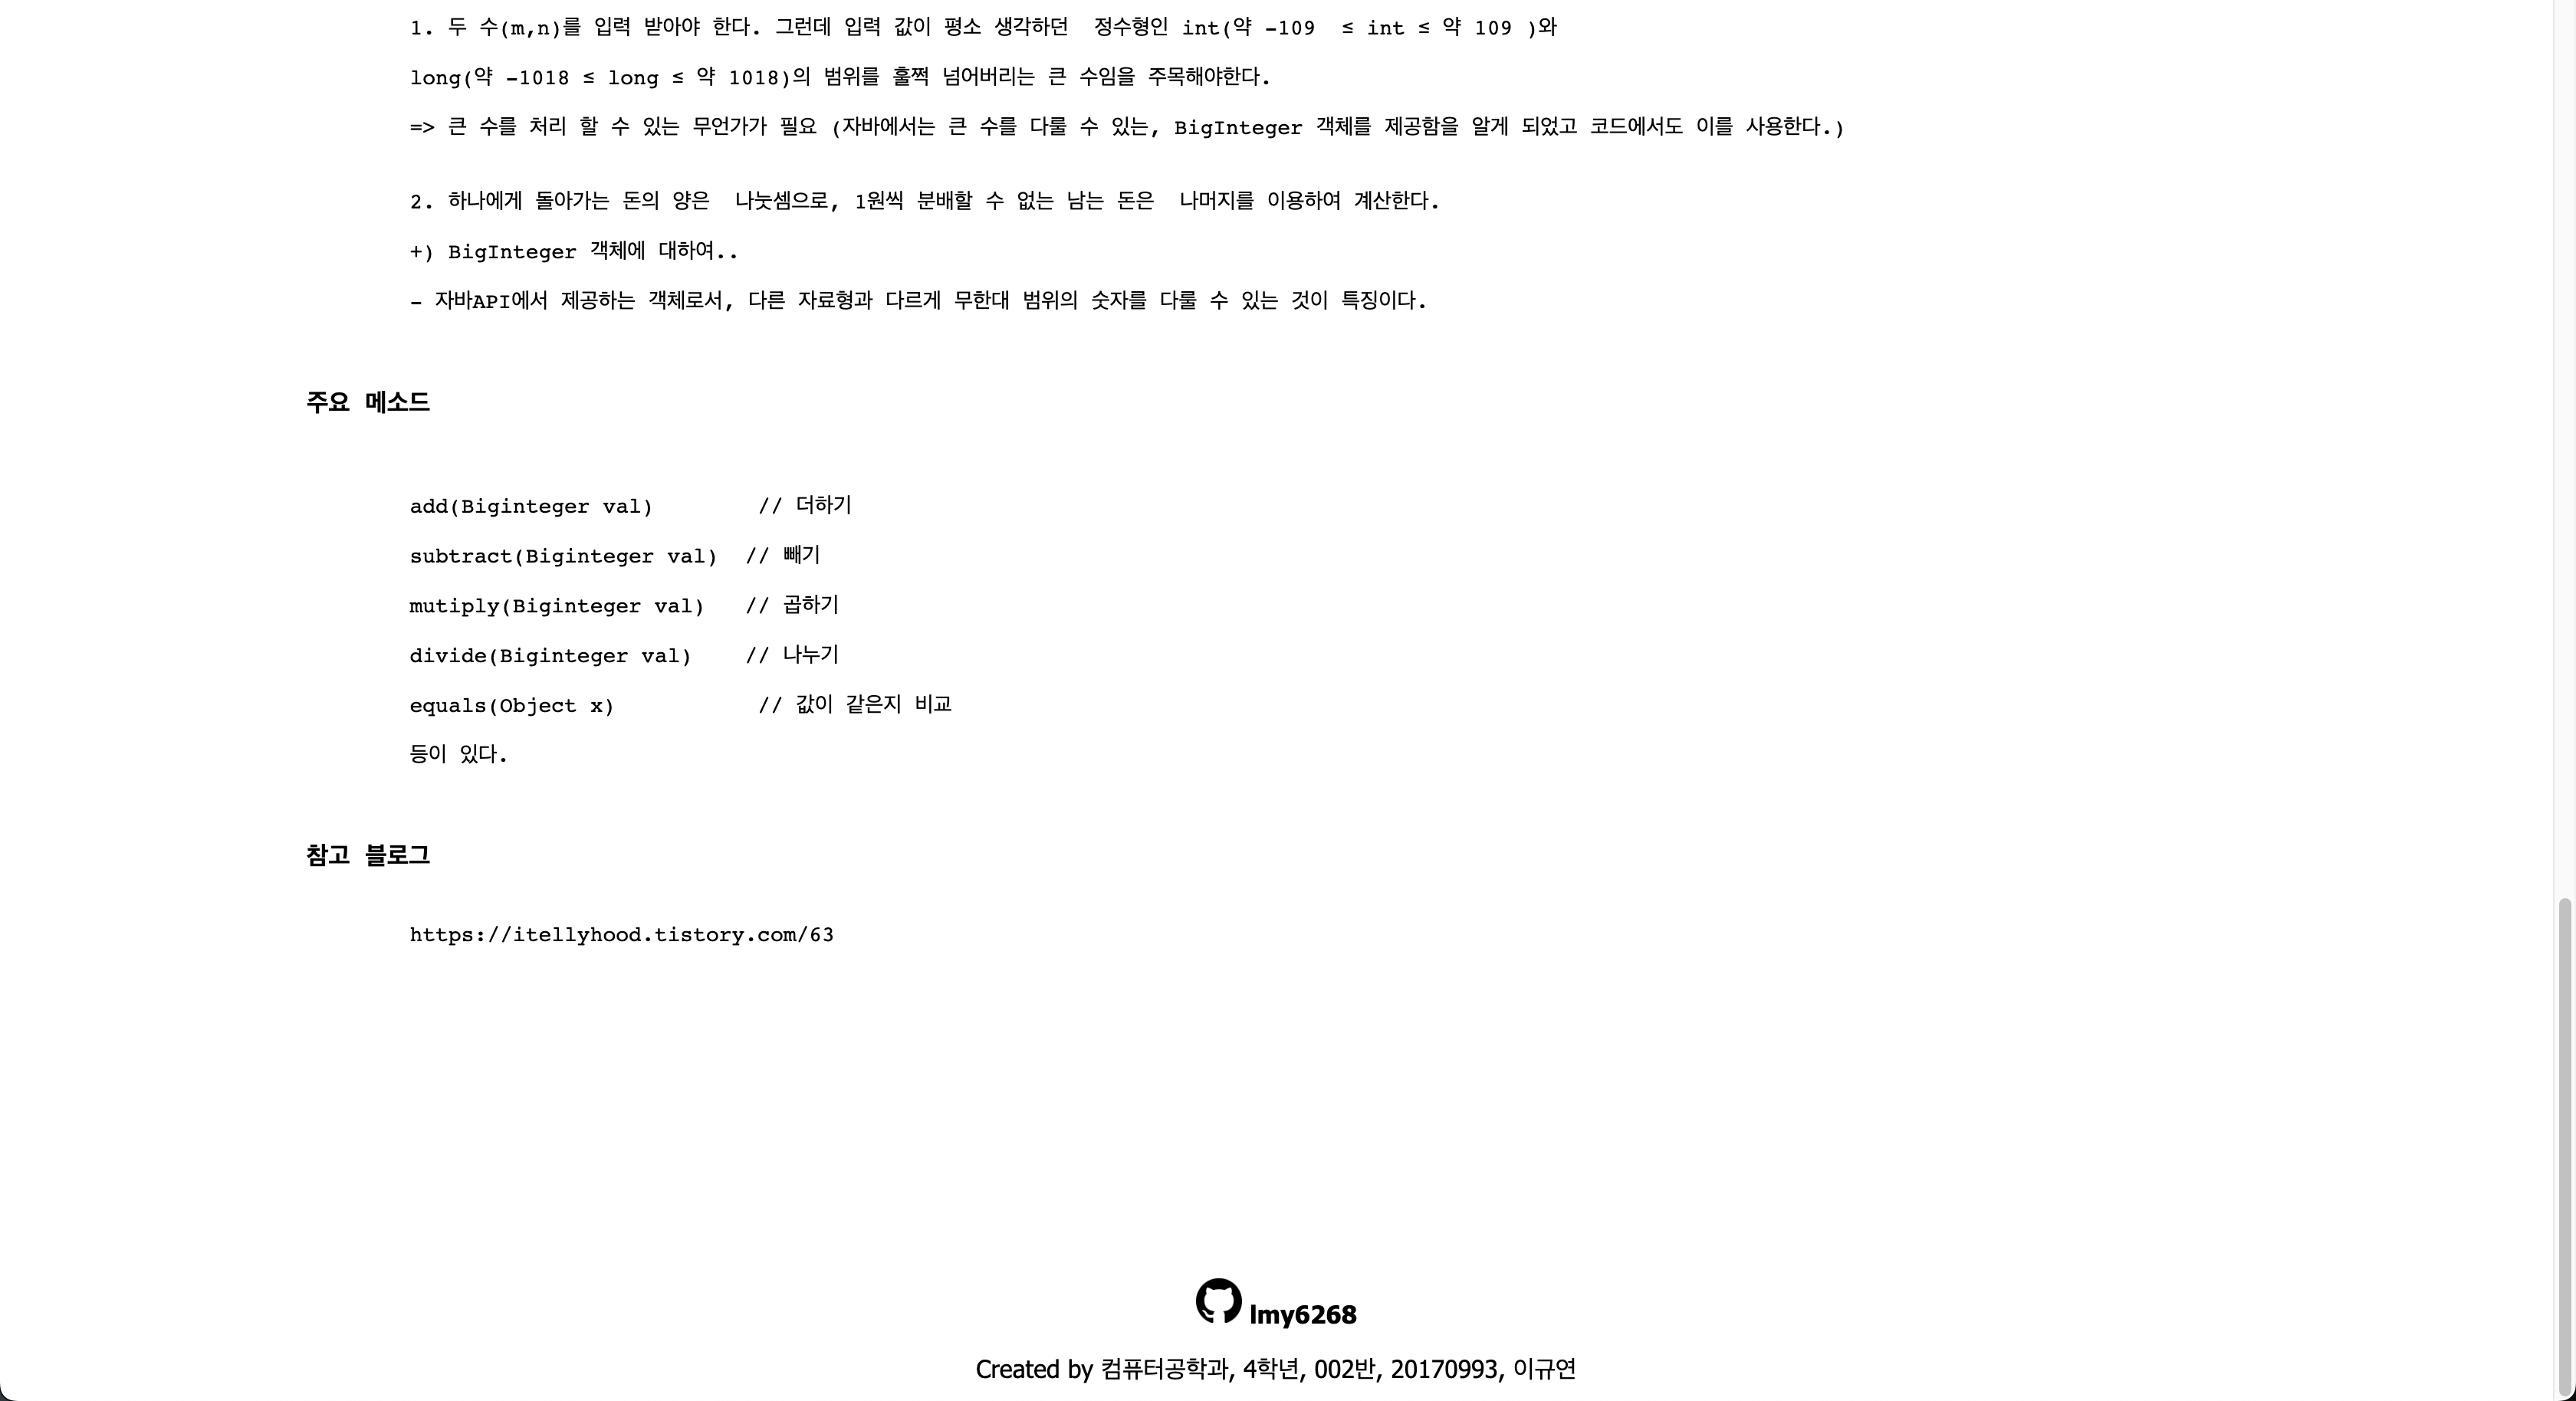 1. 두 수(m,n)를 입력 받아야 한다. 그런데 입력 값이 평소 생각하던  정수형인 int(약 -109  ≤ int ≤ 약 109 )와
long(약 -1018 ≤ long ≤ 약 1018)의 범위를 훌쩍 넘어버리는 큰 수임을 주목해야한다.
=> 큰 수를 처리 할 수 있는 무언가가 필요 (자바에서는 큰 수를 다룰 수 있는, BigInteger 객체를 제공함을 알게 되었고 코드에서도 이를 사용한다.)
2. 하나에게 돌아가는 돈의 양은  나눗셈으로, 1원씩 분배할 수 없는 남는 돈은  나머지를 이용하여 계산한다.
+) BigInteger 객체에 대하여..
- 자바API에서 제공하는 객체로서, 다른 자료형과 다르게 무한대 범위의 숫자를 다룰 수 있는 것이 특징이다.
주요 메소드
add(Biginteger val)        // 더하기
subtract(Biginteger val)  // 빼기
mutiply(Biginteger val)   // 곱하기
divide(Biginteger val)    // 나누기
equals(Object x)           // 값이 같은지 비교
등이 있다.
참고 블로그
https://itellyhood.tistory.com/63
lmy6268
Created by 컴퓨터공학과, 4학년, 002반, 20170993, 이규연